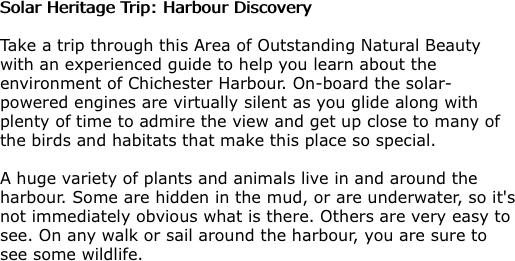 Solar Heritage Trip: Harbour Discovery
Take a trip through this Area of Outstanding Natural Beauty
with an experienced guide to help you learn about the
environment of Chichester Harbour. On-board the solar-
powered engines are virtually silent as you glide along with
plenty of time to admire the view and get up close to many of
the birds and habitats that make this place so special.
A huge variety of plants and animals live in and around the
harbour. Some are hidden in the mud, or are underwater, so it's
not immediately obvious what is there. Others are very easy to
see. On any walk or sail around the harbour, you are sure to
see some wildlife.